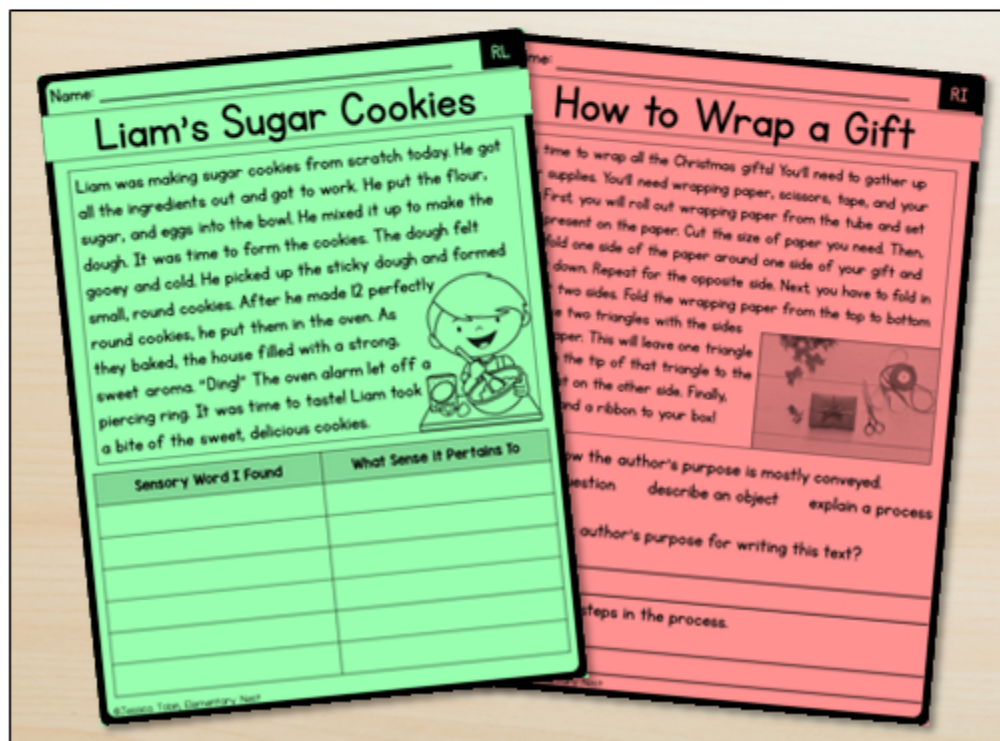 RL
Name:
Liam's Sugar Cookies
Liam was making sugar cookies from scratch today. He got
all the ingredients out and got to work. He put the flour,
sugar, and eggs into the bowl. He mixed it up to make the
dough. It was time to form the cookies. The dough felt
gooey and cold. He picked up the sticky dough and formed
small, round cookies. After he made 12 perfectly
round cookies, he put them in the oven. As
they baked, the house filled with a strong,
sweet aroma. "Ding!" The oven alarm let off a
piercing ring. It was time to taste! Liam took
a bite of the sweet, delicious cookies.
Sensory Word I Found
What Sense It Pertains To
©Jessica Tobin, Elementary Nest
RI
me:
How to Wrap a Gift
time to wrap all the Christmas gifts! You'll need to gather up
supplies. You'll need wrapping paper, scissors, tape, and your
First, you will roll out wrapping paper from the tube and set
present on the paper. Cut the size of paper you need. Then,
fold one side of the paper around one side of your gift and
down. Repeat for the opposite side. Next, you have to fold in
two sides. Fold the wrapping paper from the top to bottom
e two triangles with the sides
aper. This will leave one triangle
the tip of that triangle to the
on the other side. Finally,
nd a ribbon to your box!
ow the author's purpose is mostly conveyed.
uestion describe an object explain a process
author's purpose for writing this text?
steps in the process.